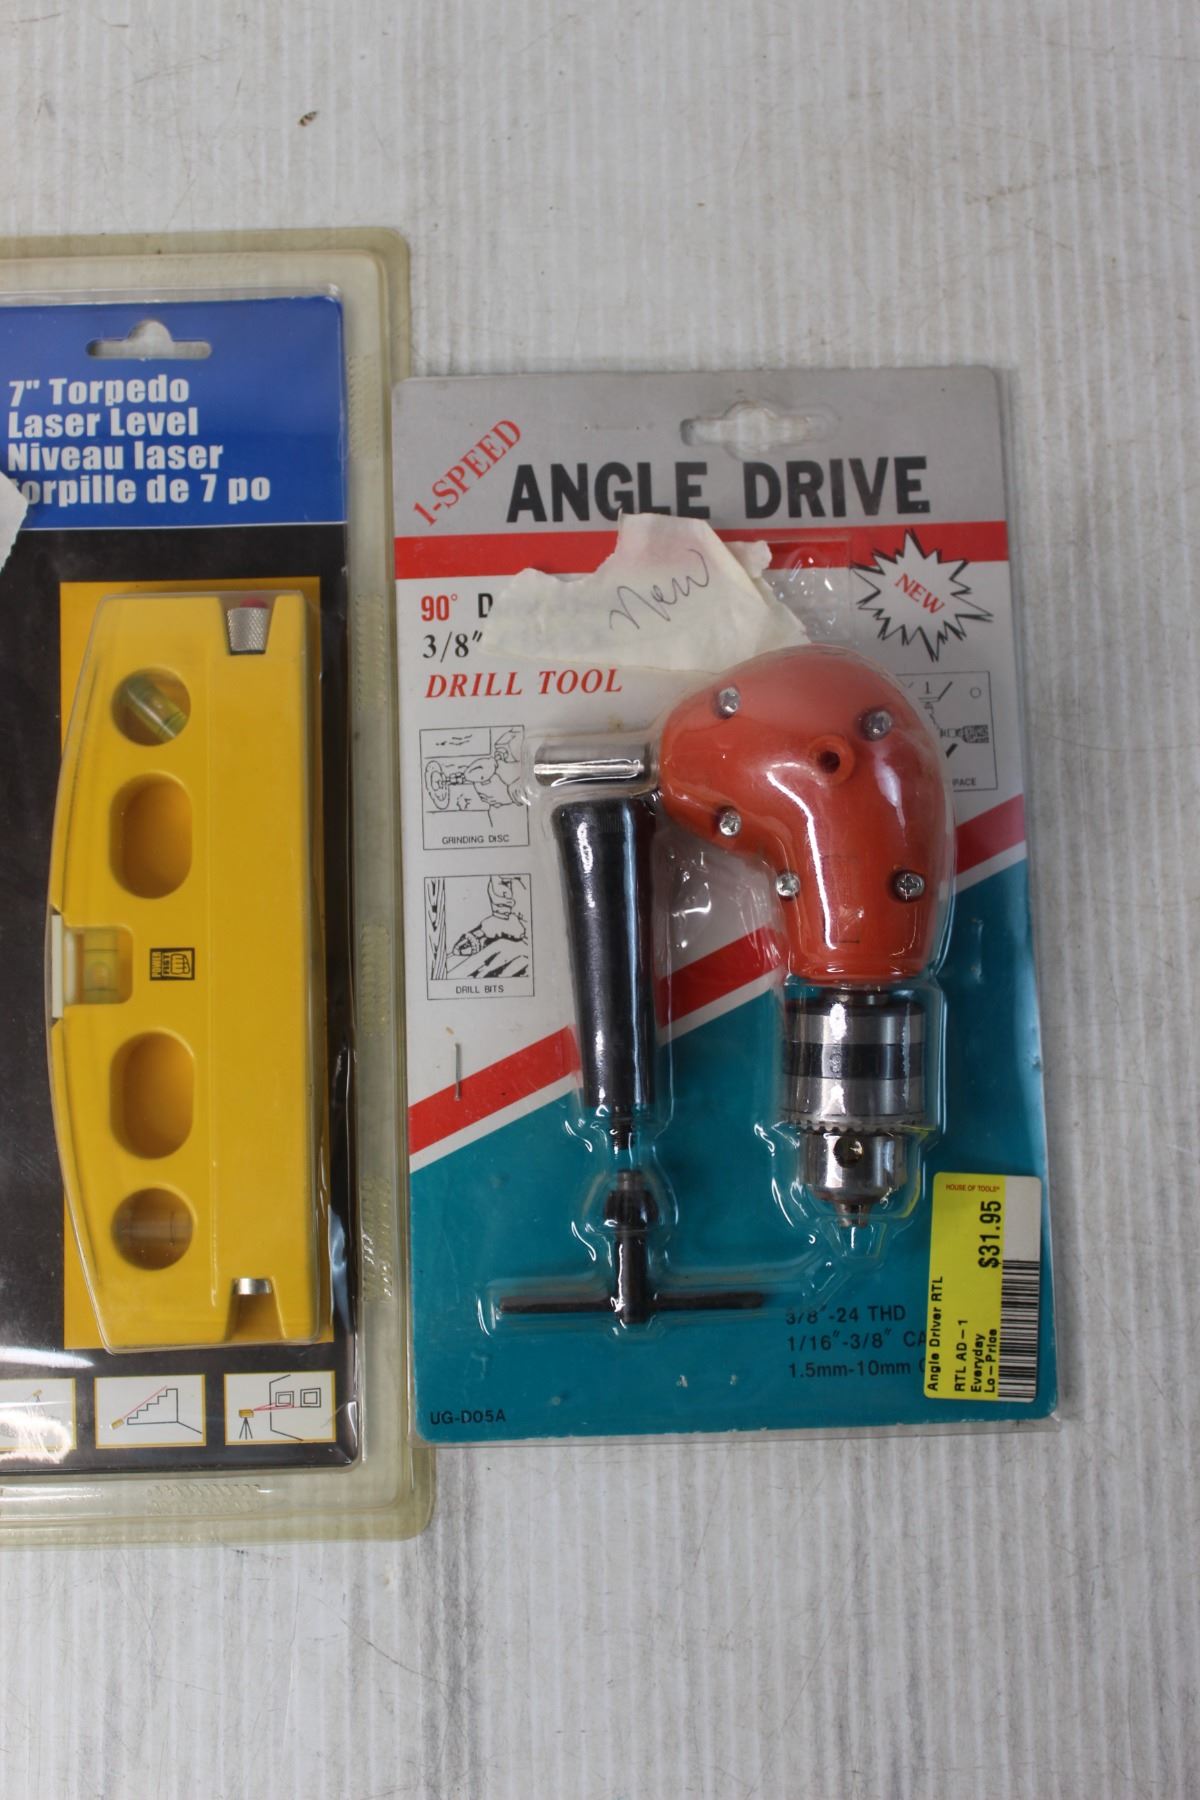 7" Torpedo
Laser Level
Niveau laser
torpille de 7 po
POWER
FIST
1-SPEED
ANGLE DRIVE
New
NEW
90°
3/8"
DRILL TOOL
GRINDING DISC
DRILL BITS
3/8"-24 THD
1/16"-3/8"
1.5mm-10mm
UG-D05A
HOUSE OF TOOLS
$31.95
Angle Driver RTL
RTL AD-1
Everyday
Lo-Price